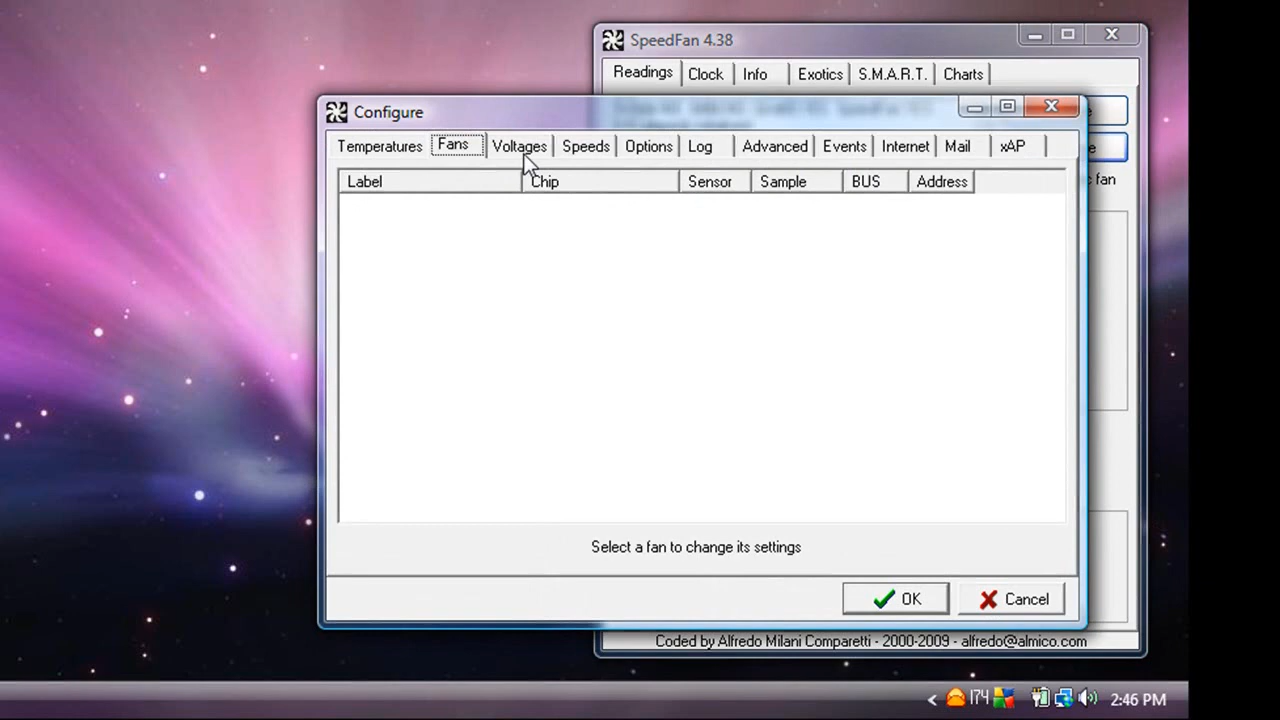 SpeedFan 4.38
Readings Clock Info Exotics S.M.A.R.T. Charts
Configure
Temperatures Fans Voltages Speeds Options Log Advanced Events Internet Mail xAP
fan
Label Chip Sensor Sample BUS Address
Select a fan to change its settings
OK Cancel
Coded by Alfredo Milani Comparetti - 2000-2009 - alfredo@almico.com
< 174 2:46 PM